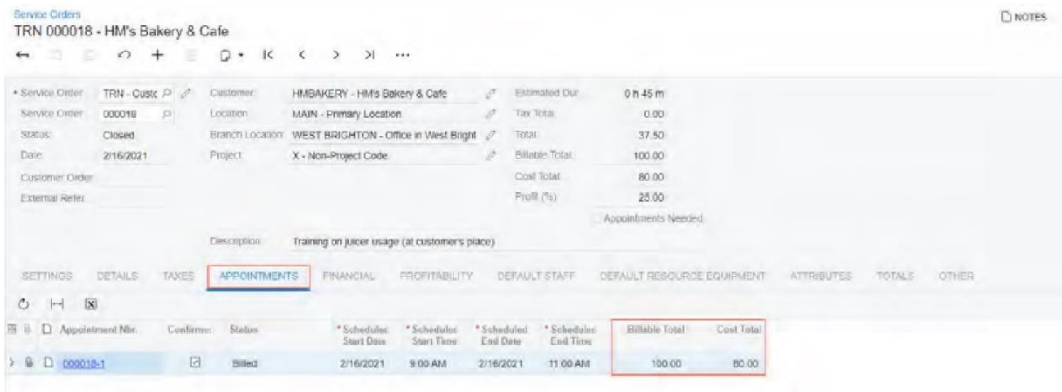 Service Orders
NOTES
TRN 000018 - HM's Bakery & Cafe
* Service Order TRN - Custc Customer: HMBAKERY - HM's Bakery & Cafe Estimated Dur 0 h 45 m
Service Order 000018 Location: MAIN - Primary Location Tax Total: 0.00
Status: Closed Branch Location: WEST BRIGHTON - Office in West Bright Total: 37.50
Date: 2/16/2021 Project: X - Non-Project Code. Billable Total: 100.00
Customer Order Cost Total: 80.00
External Refer Profit (%) 25.00
Appointments Needed
Description: Training on juicer usage (at customer's place)
SETTINGS DETAILS TAXES APPOINTMENTS FINANCIAL PROFITABILITY DEFAULT STAFF DEFAULT RESOURCE EQUIPMENT ATTRIBUTES TOTALS OTHER
Appointment Nbr. Confirmed Status * Scheduled Start Date * Scheduled Start Time * Scheduled End Date * Scheduled End Time Billable Total Cost Total
000018-1 Billed 2/16/2021 9:00 AM 2/16/2021 11:00 AM 100.00 80.00